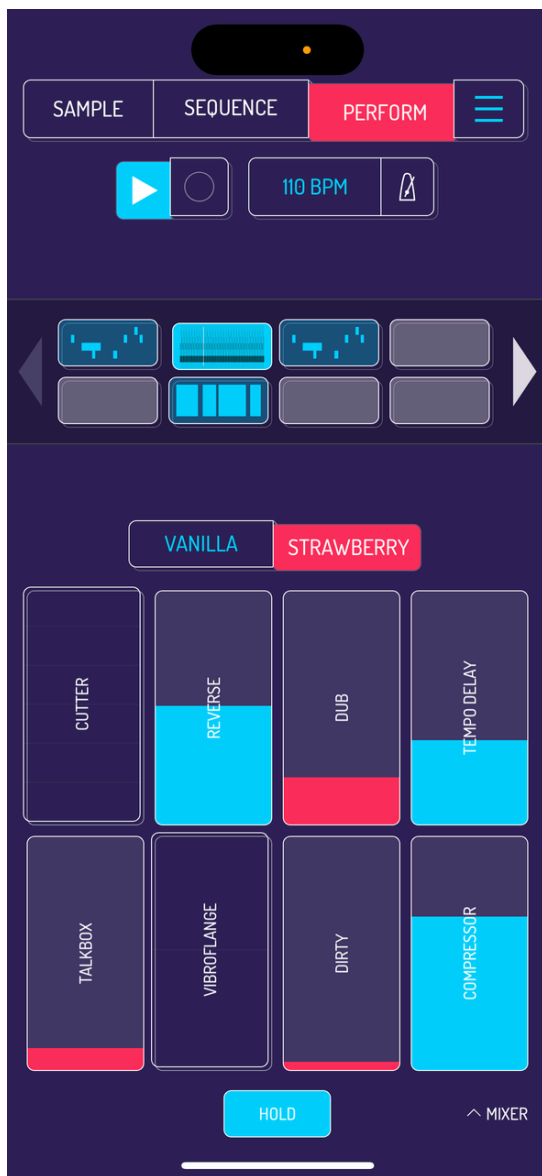 SAMPLE SEQUENCE PERFORM
110 BPM
VANILLA STRAWBERRY
CUTTER REVERSE DUB TEMPO DELAY
TALKBOX VIBROFLANGE DIRTY COMPRESSOR
HOLD MIXER